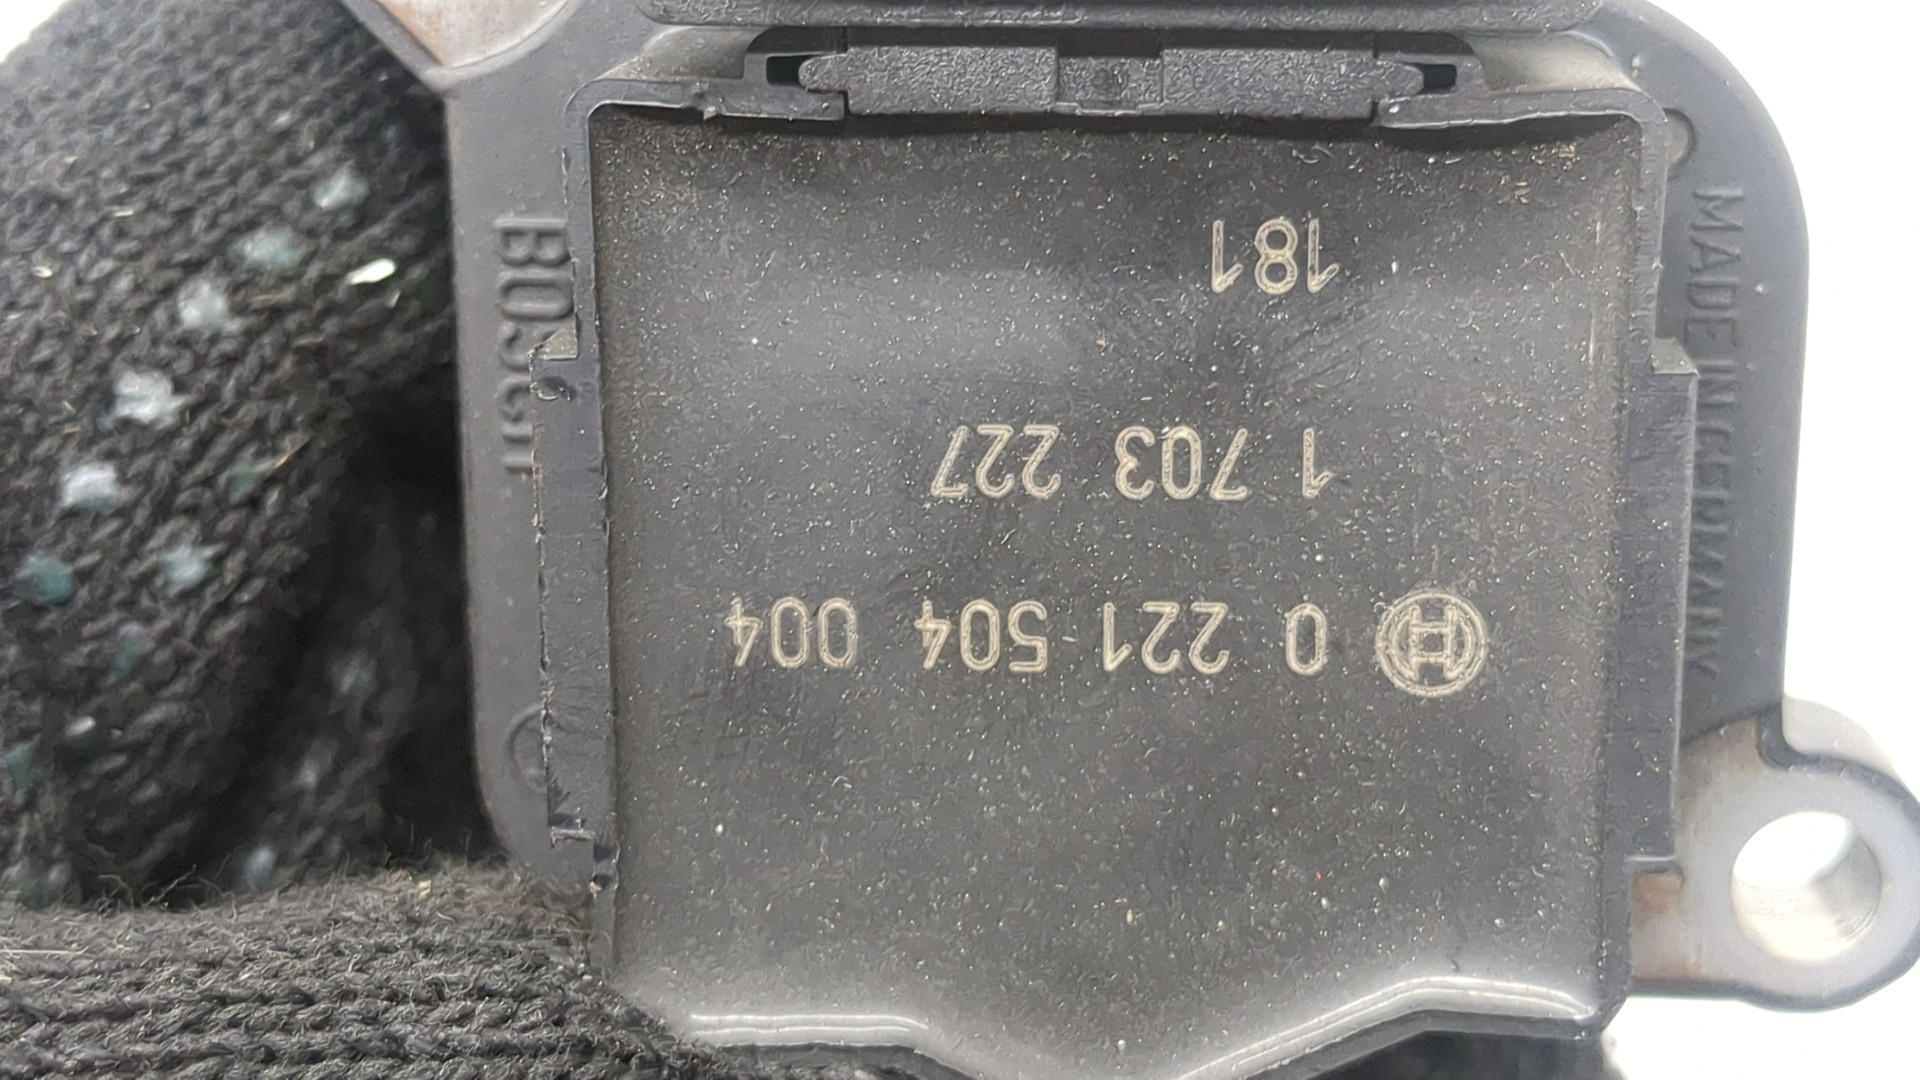 0 221 504 004
1 703 227
181
BOSCH
MADE IN GERMANY